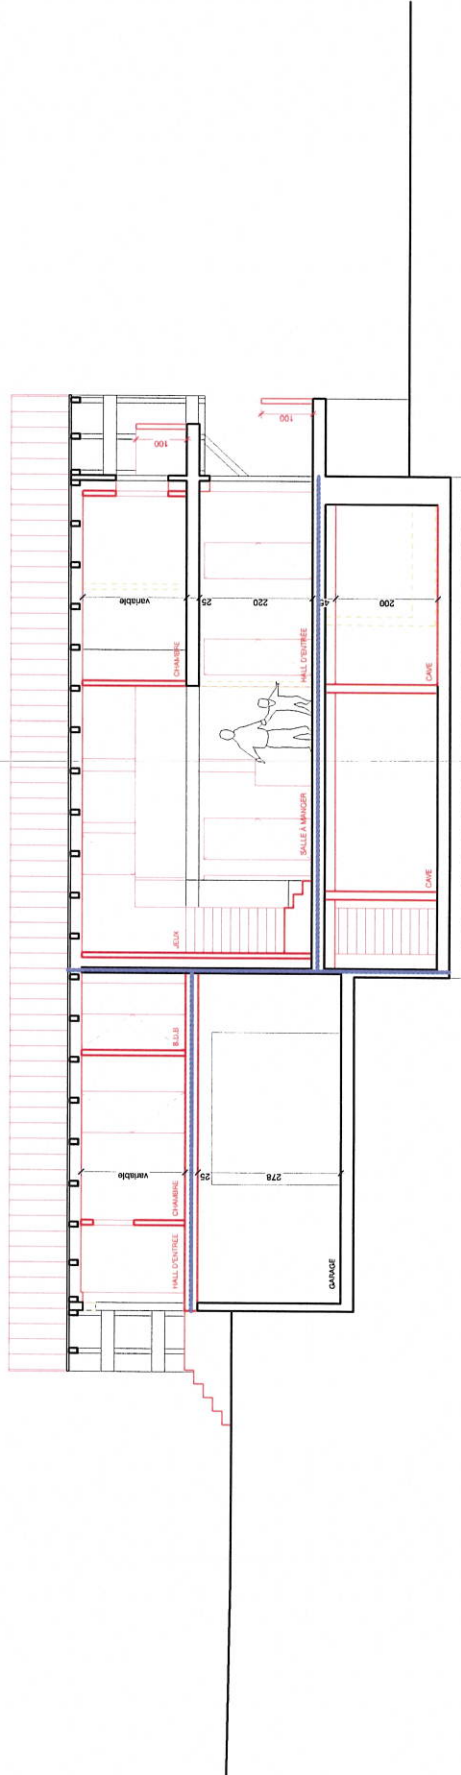 variable
variable
100
HALL D'ENTREE
CHAMBRE
JEUX
CHAMBRE
25
25
278
220
100
SALLE À MANGER
HALL D'ENTRÉE
45
GARAGE
200
CAVE
CAVE